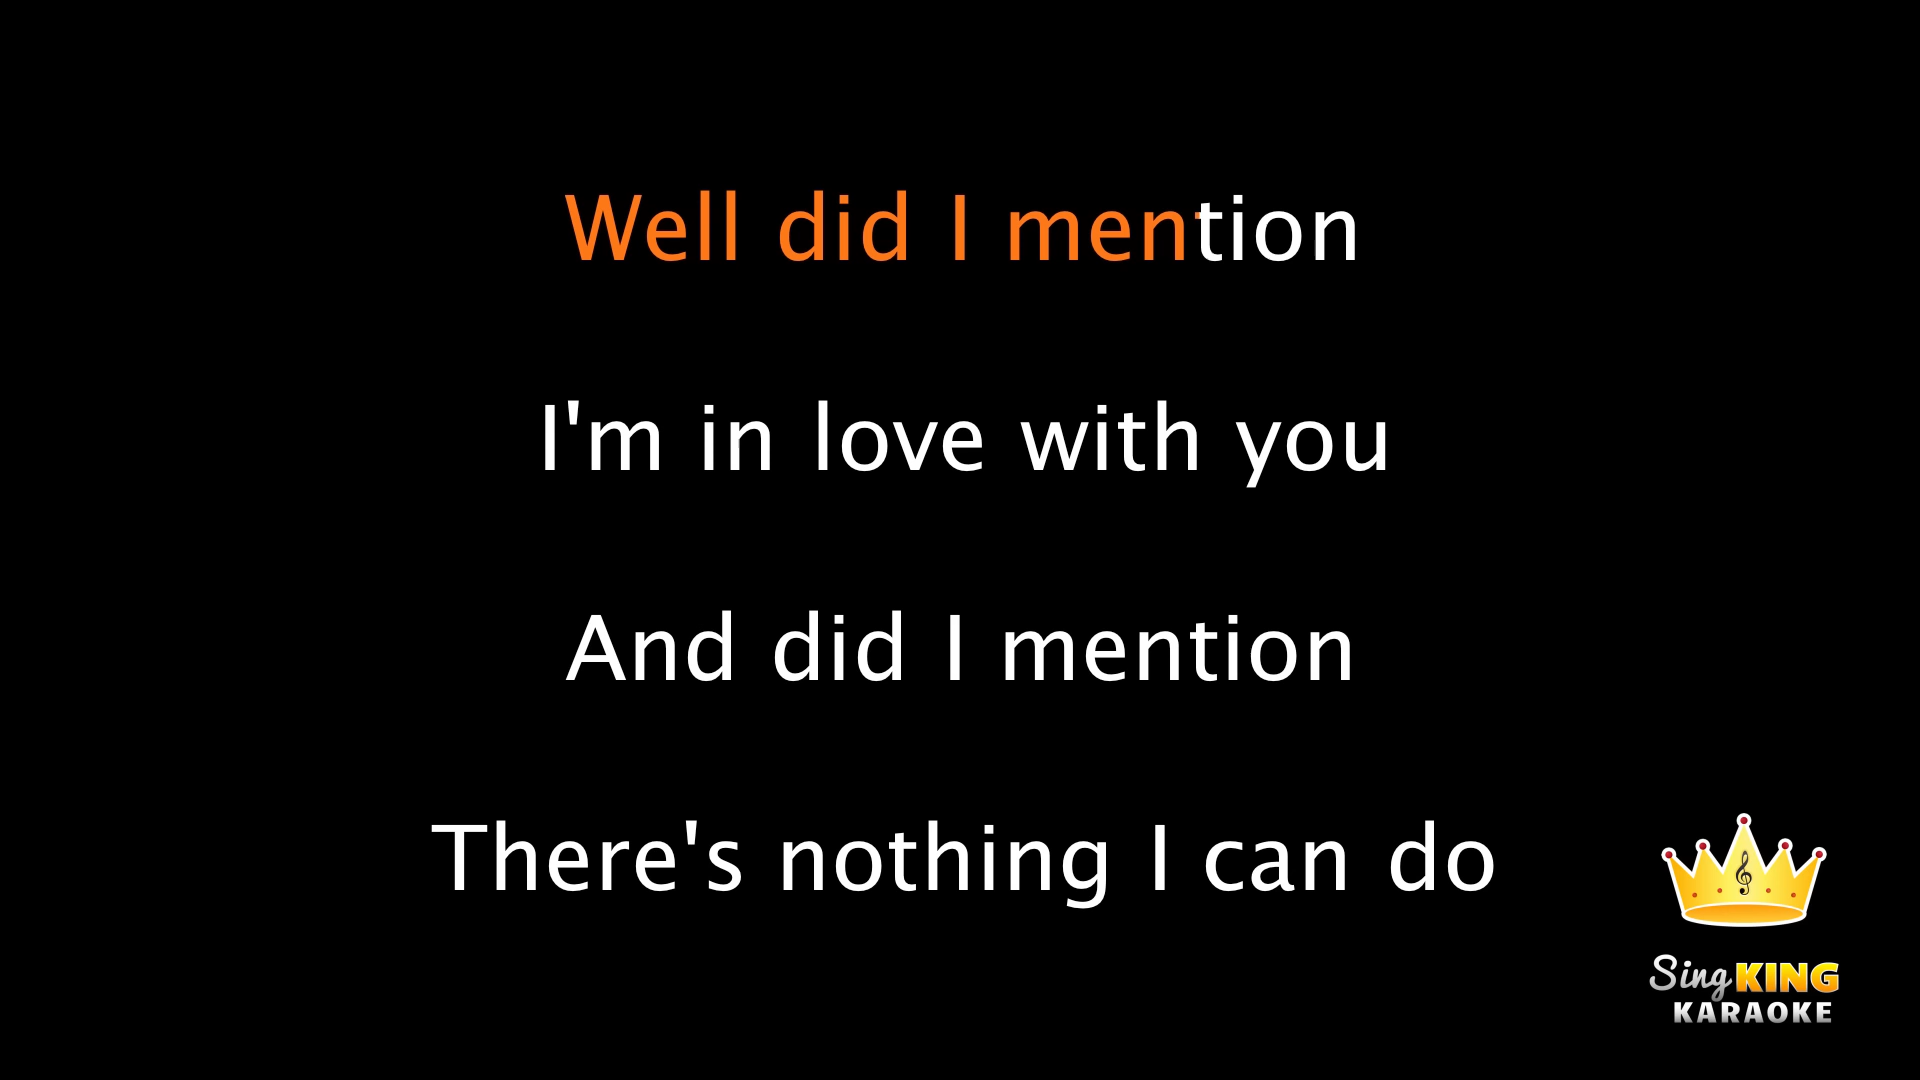 Well did I mention
I'm in love with you
And did I mention
There's nothing I can do
Sing KING
KARAOKE